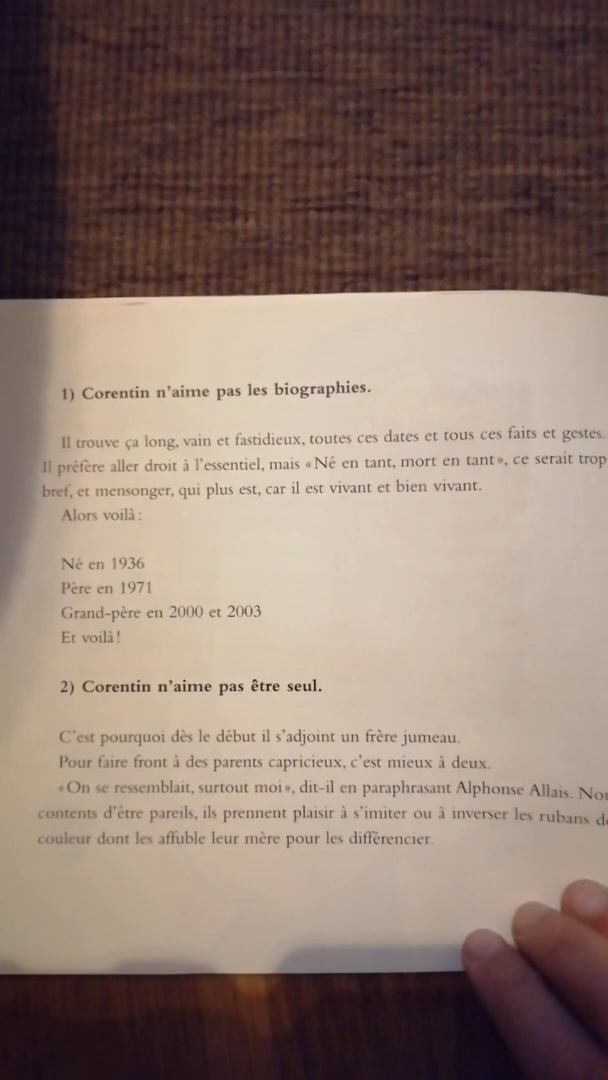 1) Corentin n'aime pas les biographies.
Il trouve ça long, vain et fastidieux, toutes ces dates et tous ces faits et gestes.
Il préfère aller droit à l'essentiel, mais «Né en tant, mort en tant», ce serait trop
bref, et mensonger, qui plus est, car il est vivant et bien vivant.
Alors voilà :
Né en 1936
Père en 1971
Grand-père en 2000 et 2003
Et voilà !
2) Corentin n'aime pas être seul.
C'est pourquoi dès le début il s'adjoint un frère jumeau.
Pour faire front à des parents capricieux, c'est mieux à deux.
«On se ressemblait, surtout moi», dit-il en paraphrasant Alphonse Allais. Non
contents d'être pareils, ils prennent plaisir à s'imiter ou à inverser les rubans de
couleur dont les affuble leur mère pour les différencier.